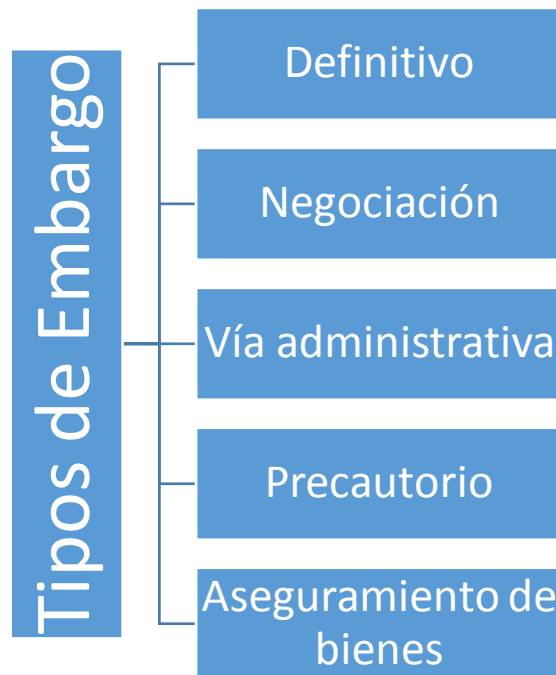 Tipos de Embargo
Definitivo
Negociación
Vía administrativa
Precautorio
Aseguramiento de
bienes